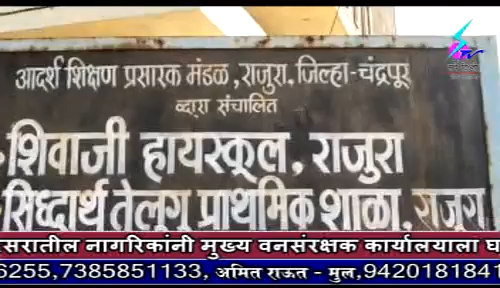 आदर्श शिक्षण प्रसारक मंडळ, राजुरा. जिल्हा-चंद्रपूर
व्दारा संचालित
शिवाजी हायस्कूल, राजुरा
सिध्दार्थ तेलगु प्राथमिक शाळा, राजुरा
सरातील नागरिकांनी मुख्य वनसंरक्षक कार्यालयाला घ
6255,7385851133, अमित राऊत - मुल,9420181841